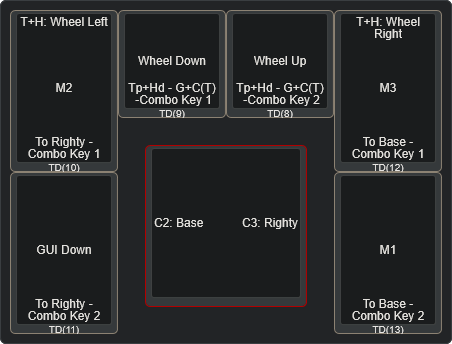 T+H: Wheel Left
M2
To Righty -
Combo Key 1
TD(10)
Wheel Down
Tp+Hd - G+C(T)
-Combo Key 1
TD(9)
Wheel Up
Tp+Hd - G+C(T)
-Combo Key 2
TD(8)
T+H: Wheel
Right
M3
To Base -
Combo Key 1
TD(12)
C2: Base
C3: Righty
GUI Down
To Righty -
Combo Key 2
TD(11)
M1
To Base -
Combo Key 2
TD(13)